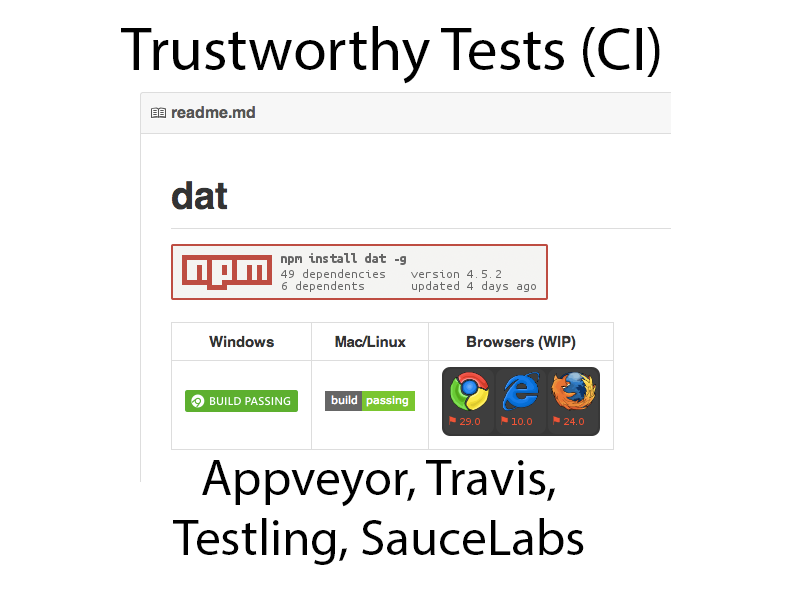 Trustworthy Tests (CI)
readme.md
dat
npm
npm install dat -g
49 dependencies version 4.5.2
6 dependents updated 4 days ago
Windows Mac/Linux Browsers (WIP)
BUILD PASSING build passing 29.0 10.0 24.0
Appveyor, Travis,
Testling, SauceLabs